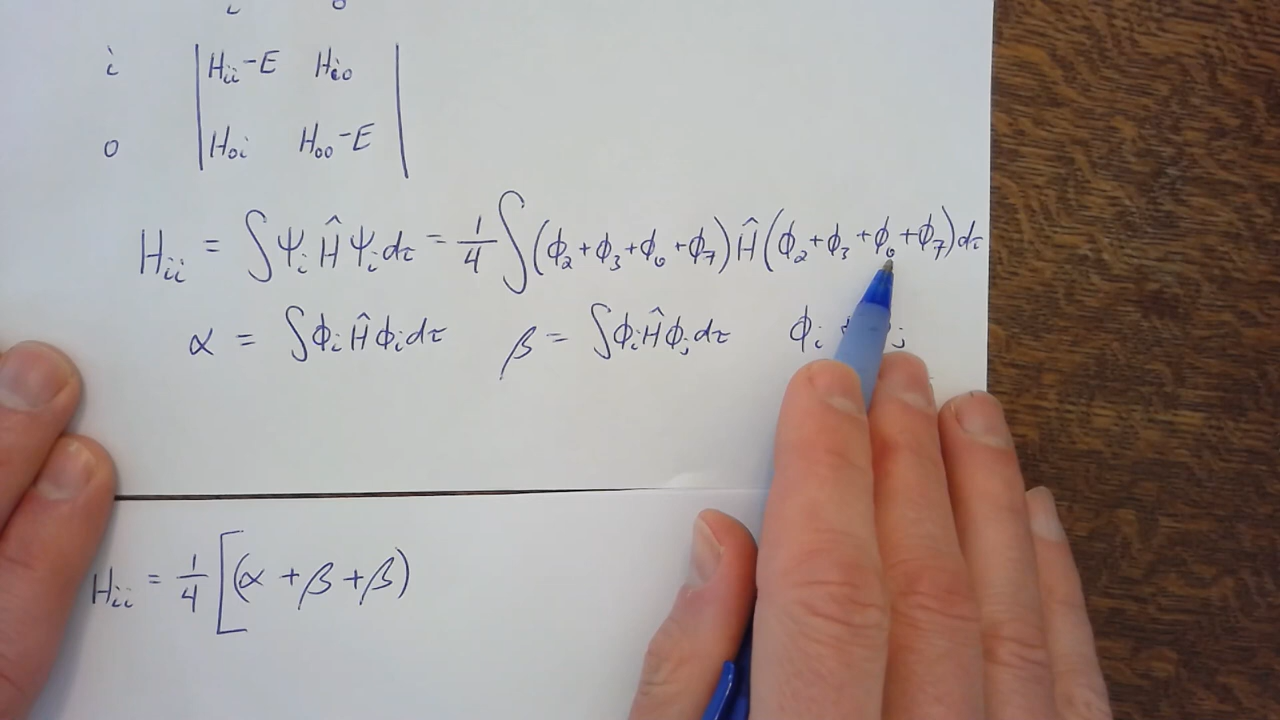 i |Hii-E Hio|
o |Hoi Hoo-E|
Hii = ∫Ψi Ĥ Ψi dτ = 1/4 ∫(ϕ2+ϕ3+ϕ6+ϕ7)Ĥ(ϕ2+ϕ3+ϕ6+ϕ7)dτ
α = ∫ϕi Ĥ ϕi dτ β = ∫ϕi Ĥ ϕj dτ ϕi j
Hii = 1/4 [(α + β + β)